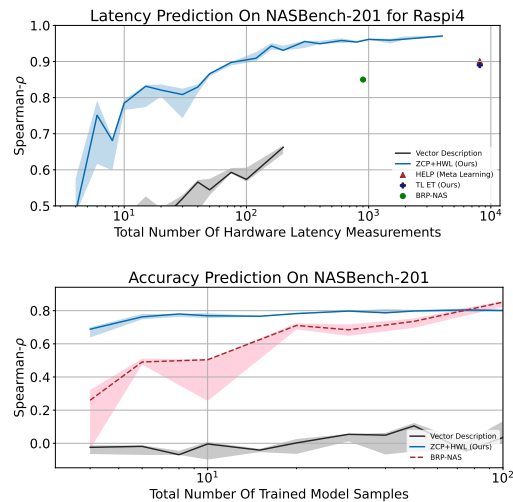 Latency Prediction On NASBench-201 for Raspi4
1.0
0.9
0.8
0.7
0.6
0.5
Spearman-ρ
Vector Description
ZCP+HWL (Ours)
HELP (Meta Learning)
TL ET (Ours)
BRP-NAS
10¹ 10² 10³ 10⁴
Total Number Of Hardware Latency Measurements
Accuracy Prediction On NASBench-201
0.8
0.6
0.4
0.2
0.0
Spearman-ρ
Vector Description
ZCP+HWL (Ours)
BRP-NAS
10¹ 10²
Total Number Of Trained Model Samples